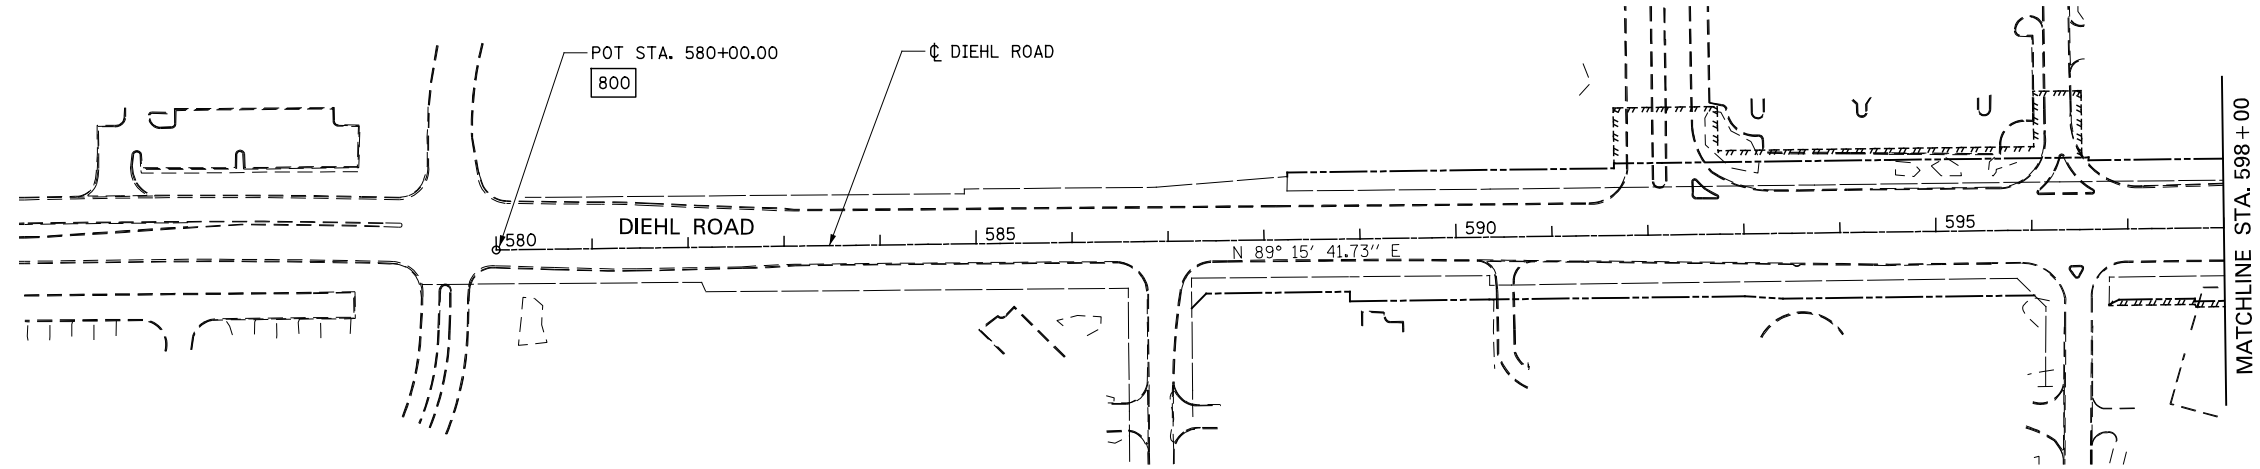 POT STA. 580+00.00
800
℄ DIEHL ROAD
DIEHL ROAD
580
585
590
595
N 89° 15' 41.73" E
MATCHLINE STA. 598+00